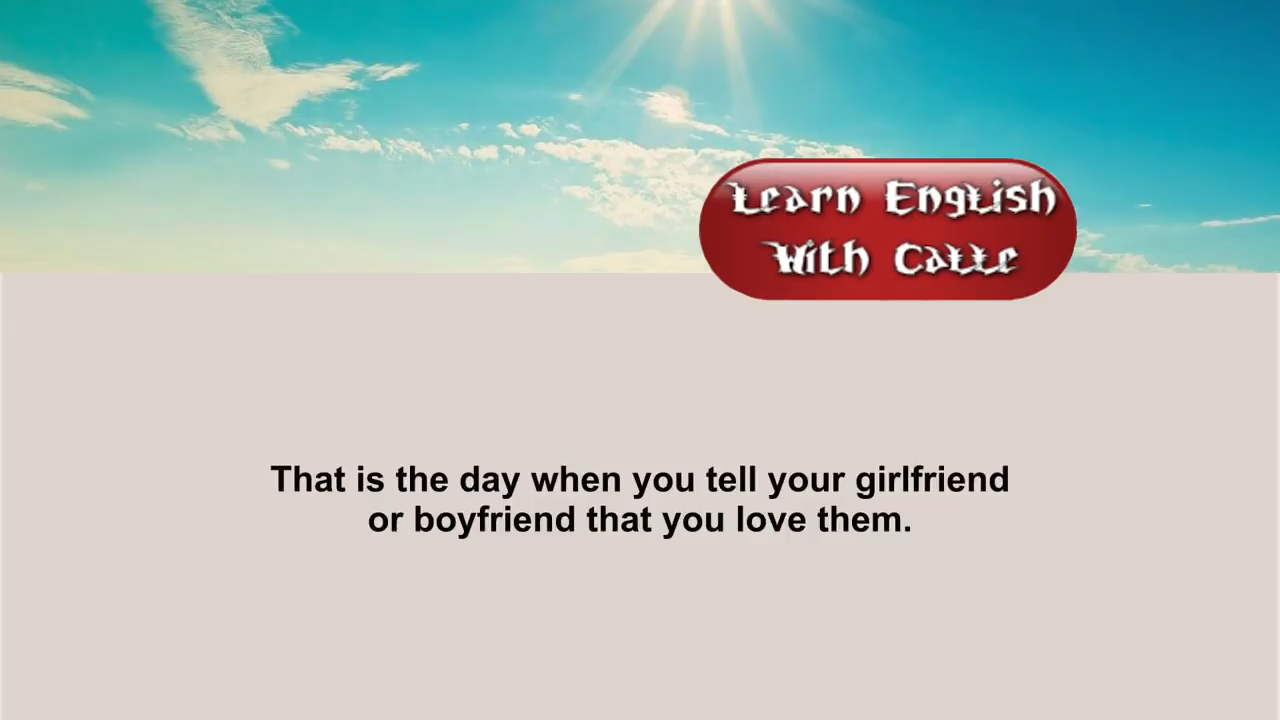 Learn English
With Calle
That is the day when you tell your girlfriend
or boyfriend that you love them.